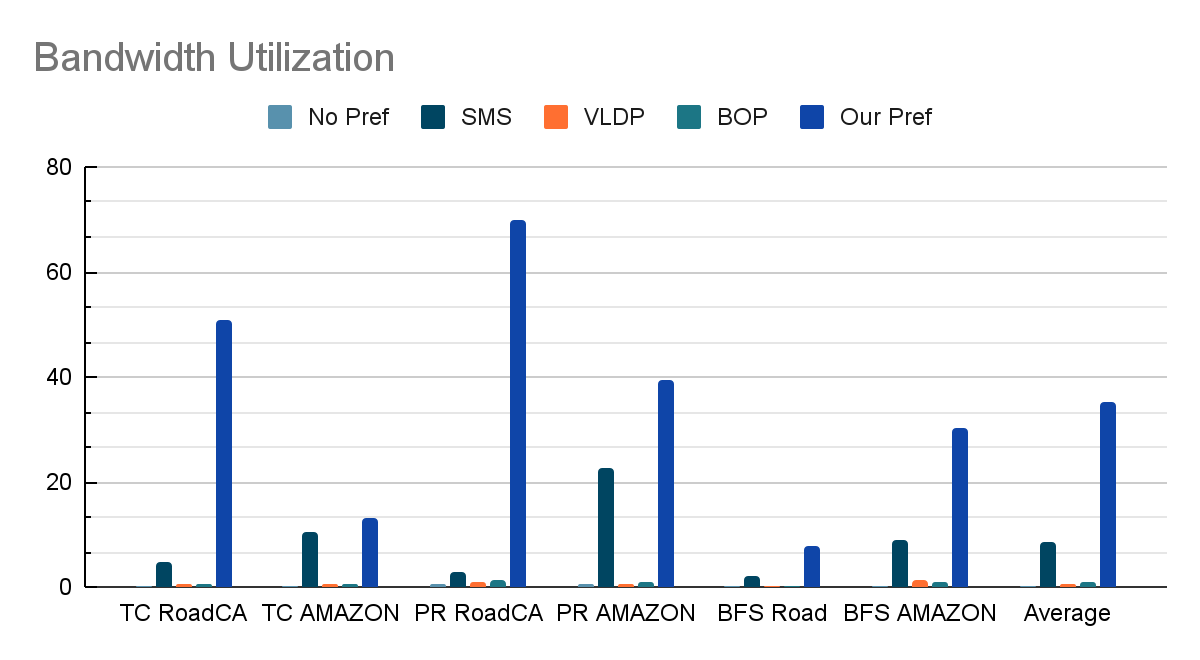 Bandwidth Utilization
No Pref SMS VLDP BOP Our Pref
80
60
40
20
0
TC RoadCA TC AMAZON PR RoadCA PR AMAZON BFS Road BFS AMAZON Average